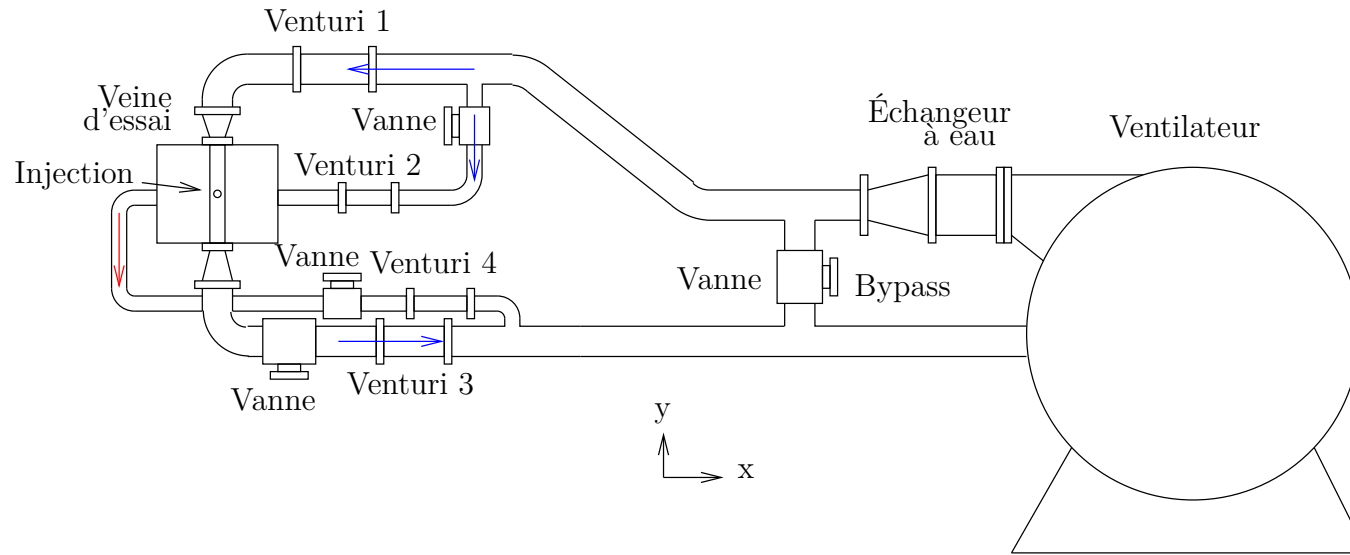 Venturi 1
Veine
d'essai
Vanne
Échangeur
à eau
Ventilateur
Injection
Venturi 2
Vanne
Venturi 4
Vanne
Bypass
Venturi 3
Vanne
y
x